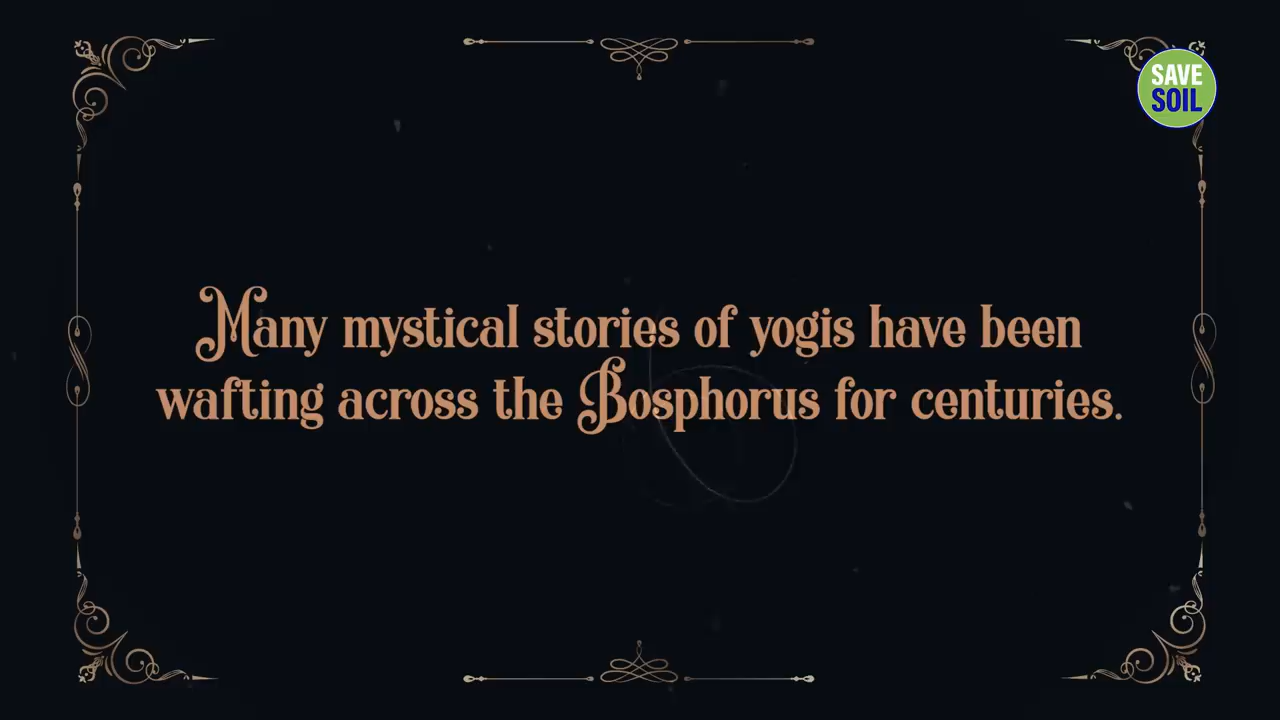 SAVE
SOIL
Many mystical stories of yogis have been
wafting across the Bosphorus for centuries.